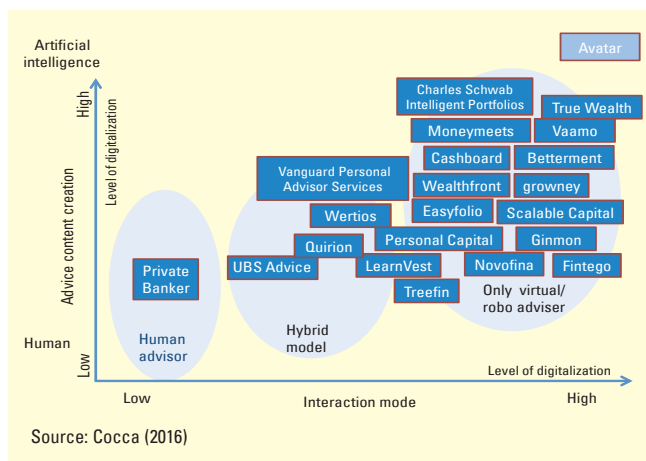 Artificial
intelligence
Avatar
High
Level of digitalization
Advice content creation
Charles Schwab
Intelligent Portfolios
True Wealth
Moneymeets
Vaamo
Cashboard
Betterment
Vanguard Personal
Advisor Services
Wealthfront
growney
Wertios
Easyfolio
Scalable Capital
Quirion
Personal Capital
Ginmon
UBS Advice
LearnVest
Novofina
Fintego
Private
Banker
Treefin
Only virtual/
robo adviser
Human
Human
advisor
Hybrid
model
Low
Level of digitalization
Low
Interaction mode
High
Source: Cocca (2016)